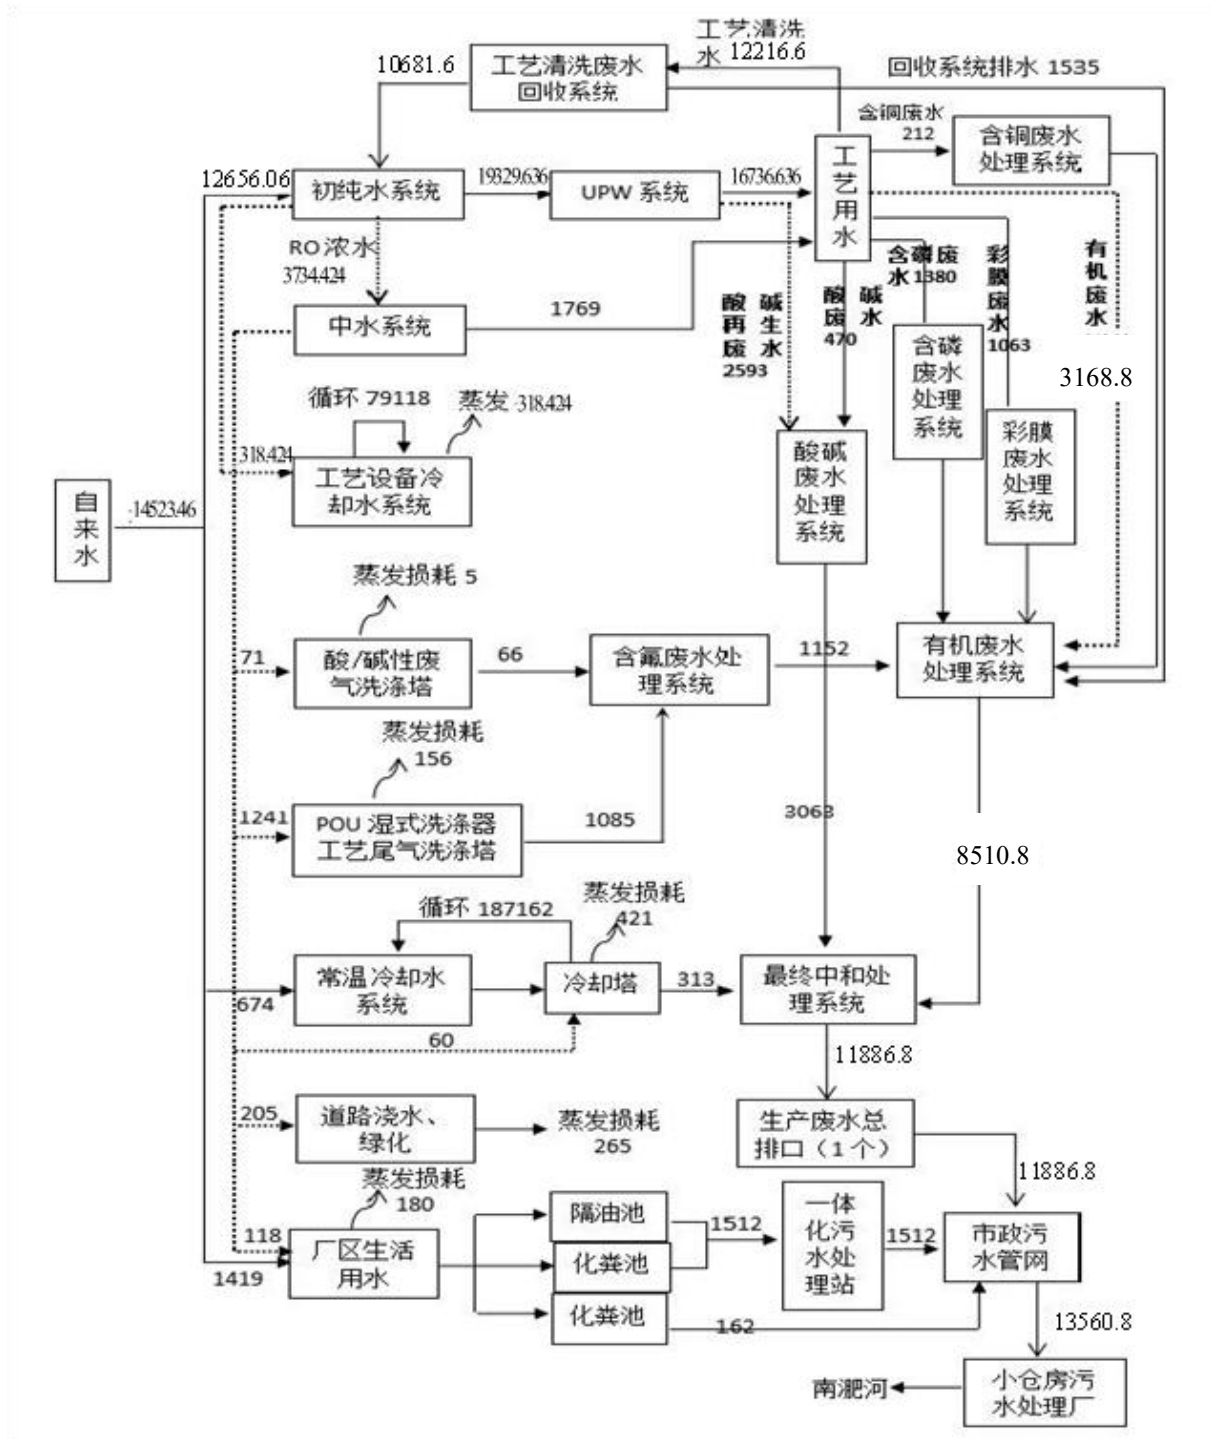 工艺清洗
水 12216.6
10681.6
工艺清洗废水
回收系统
回收系统排水 1535
含铜废水
212
含铜废水
处理系统
工艺用水
12656.06
初纯水系统
19329.636
UPW 系统
16736.636
RO 浓水
3734.424
中水系统
1769
酸 碱
再 生
废 水
2593
酸 碱
废 水
470
含磷废
水1380
彩膜废水
1063
有机废水
3168.8
含磷
废水
处理
系统
彩膜
废水
处理
系统
循环 79118
蒸发 318.424
318.424
工艺设备冷
却水系统
酸碱
废水
处理
系统
自来水
14523.46
蒸发损耗 5
71
酸/碱性废
气洗涤塔
66
含氟废水处
理系统
1152
有机废水
处理系统
蒸发损耗
156
1241
POU 湿式洗涤器
工艺尾气洗涤塔
1085
3063
8510.8
循环 187162
蒸发损耗
421
674
常温冷却水
系统
冷却塔
313
最终中和处
理系统
60
11886.8
205
道路浇水、
绿化
蒸发损耗
265
生产废水总
排口（1 个）
11886.8
蒸发损耗
180
118
1419
厂区生活
用水
隔油池
化粪池
化粪池
1512
一体
化污
水处
理站
1512
市政污
水管网
162
13560.8
南淝河
小仓房污
水处理厂